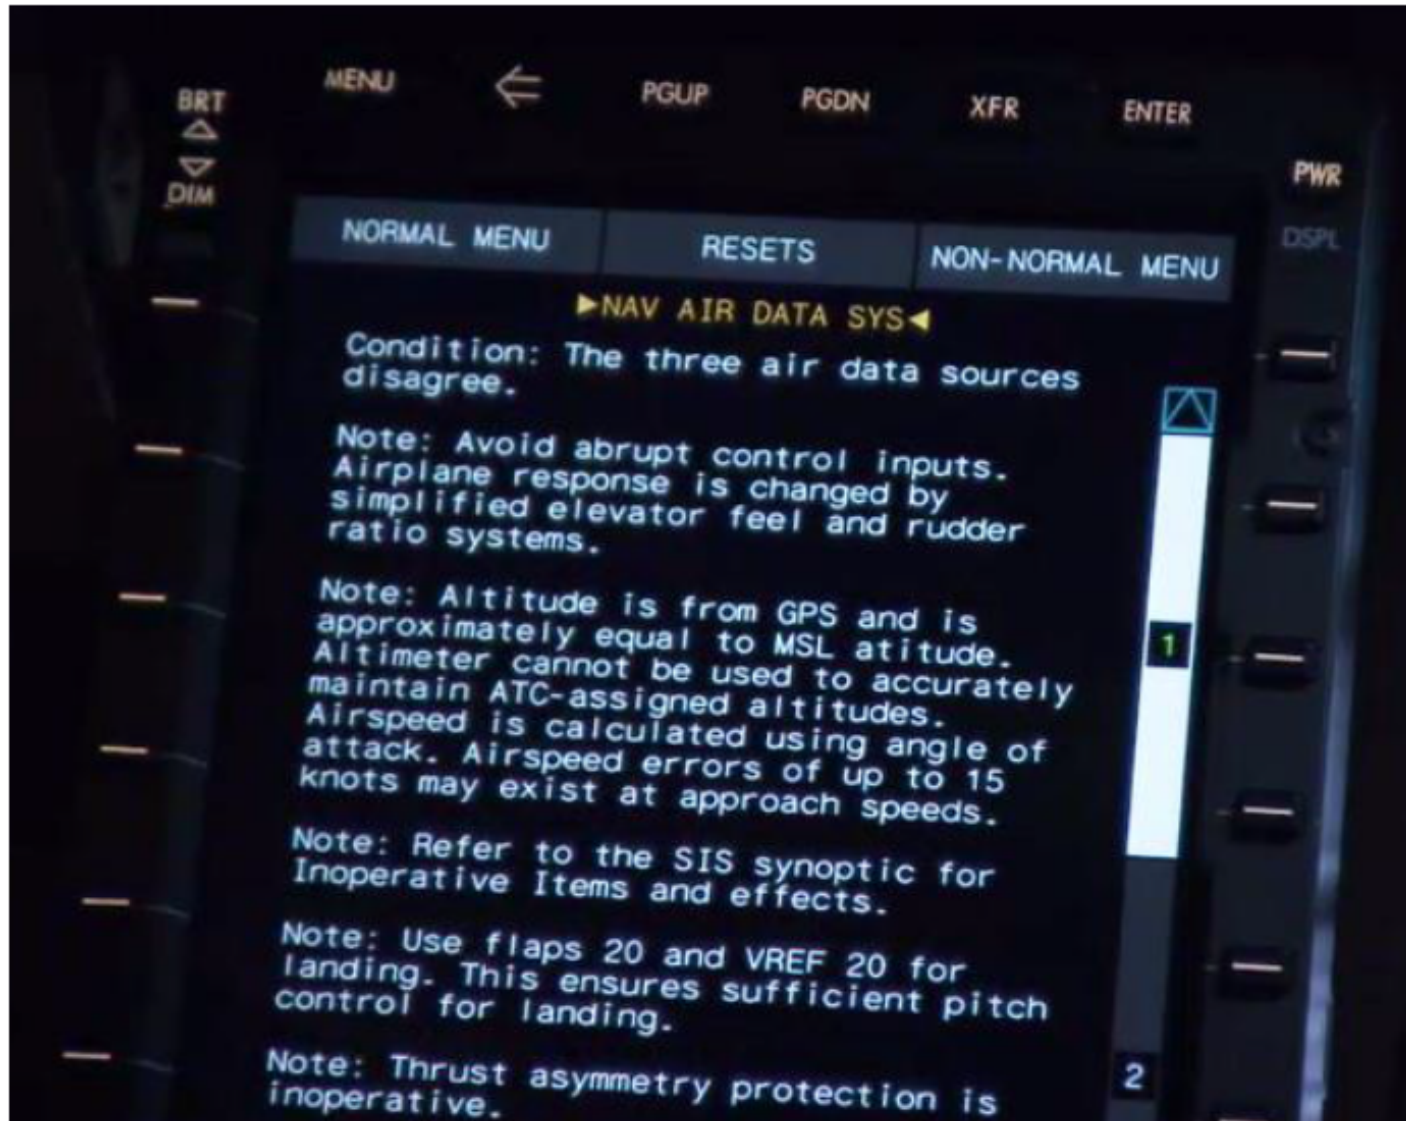 MENU ⇐ PGUP PGDN XFR ENTER
BRT
DIM
PWR
DSPL
NORMAL MENU RESETS NON-NORMAL MENU
►NAV AIR DATA SYS◄
Condition: The three air data sources
disagree.
Note: Avoid abrupt control inputs.
Airplane response is changed by
simplified elevator feel and rudder
ratio systems.
Note: Altitude is from GPS and is
approximately equal to MSL atitude.
Altimeter cannot be used to accurately
maintain ATC-assigned altitudes.
Airspeed is calculated using angle of
attack. Airspeed errors of up to 15
knots may exist at approach speeds.
Note: Refer to the SIS synoptic for
Inoperative Items and effects.
Note: Use flaps 20 and VREF 20 for
landing. This ensures sufficient pitch
control for landing.
Note: Thrust asymmetry protection is
inoperative.
1
2